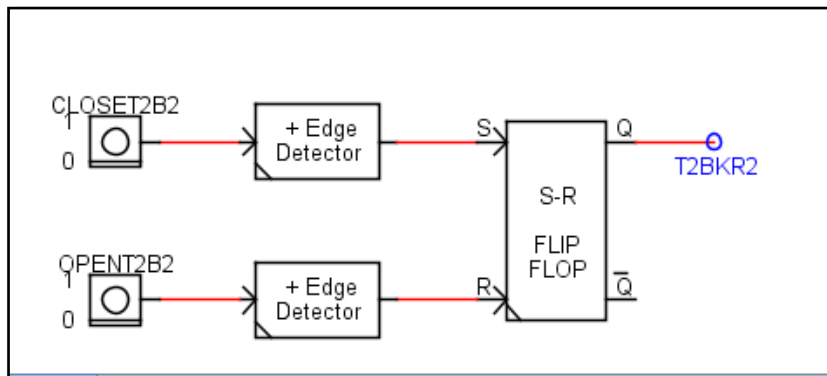 CLOSET2B2
1
0
+ Edge
Detector
S
Q
T2BKR2
S-R
FLIP
FLOP
OPENT2B2
1
0
+ Edge
Detector
R
Q̅